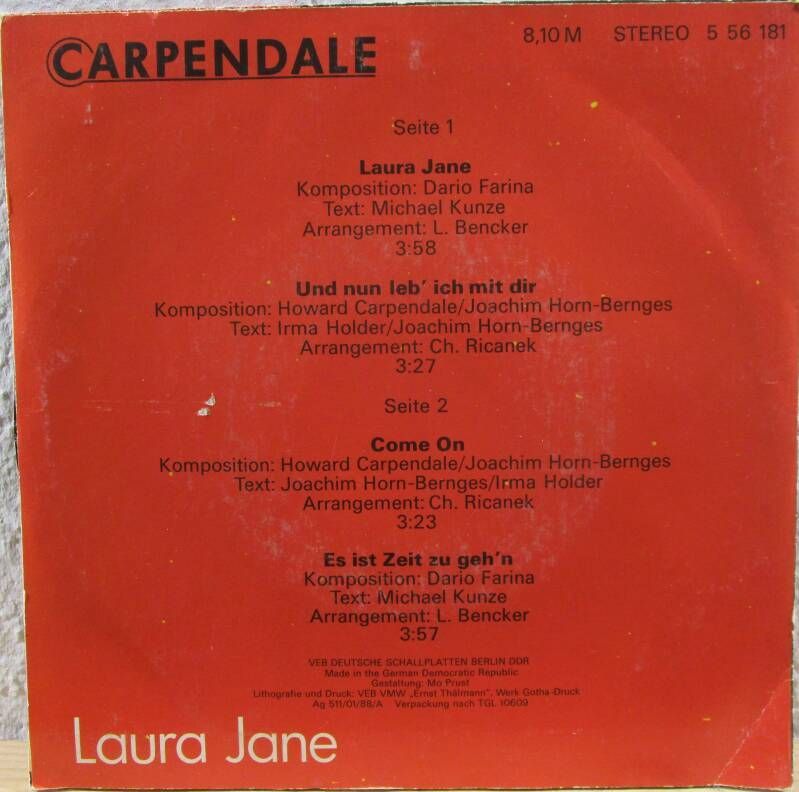 CARPENDALE
8,10 M STEREO 5 56 181
Seite 1
Laura Jane
Komposition: Dario Farina
Text: Michael Kunze
Arrangement: L. Bencker
3:58
Und nun leb' ich mit dir
Komposition: Howard Carpendale/Joachim Horn-Bernges
Text: Irma Holder/Joachim Horn-Bernges
Arrangement: Ch. Ricanek
3:27
Seite 2
Come On
Komposition: Howard Carpendale/Joachim Horn-Bernges
Text: Joachim Horn-Bernges/Irma Holder
Arrangement: Ch. Ricanek
3:23
Es ist Zeit zu geh'n
Komposition: Dario Farina
Text: Michael Kunze
Arrangement: L. Bencker
3:57
VEB DEUTSCHE SCHALLPLATTEN BERLIN DDR
Made in the German Democratic Republic
Gestaltung: Mo Prust
Lithografie und Druck: VEB VMW „Ernst Thälmann", Werk Gotha-Druck
Ag 511/01/88/A Verpackung nach TGL 10609
Laura Jane